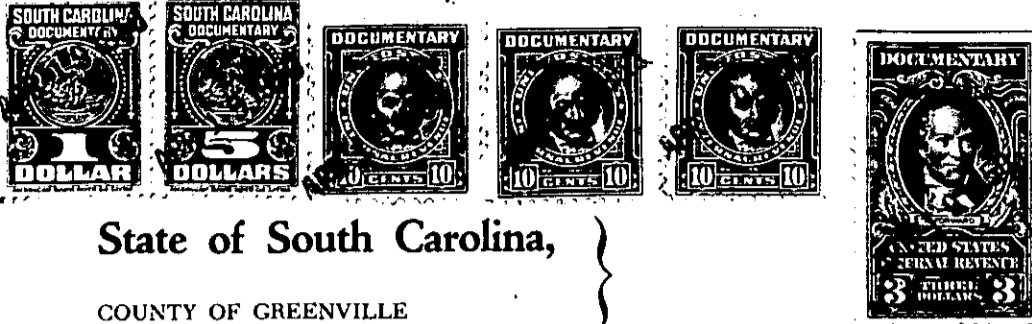 SOUTH CAROLINA
DOCUMENTARY
1
DOLLAR
SOUTH CAROLINA
DOCUMENTARY
5
DOLLARS
DOCUMENTARY
10 CENTS 10
DOCUMENTARY
10 CENTS 10
DOCUMENTARY
10 CENTS 10
DOCUMENTARY
UNITED STATES
INTERNAL REVENUE
3 THREE DOLLARS 3
State of South Carolina,
COUNTY OF GREENVILLE